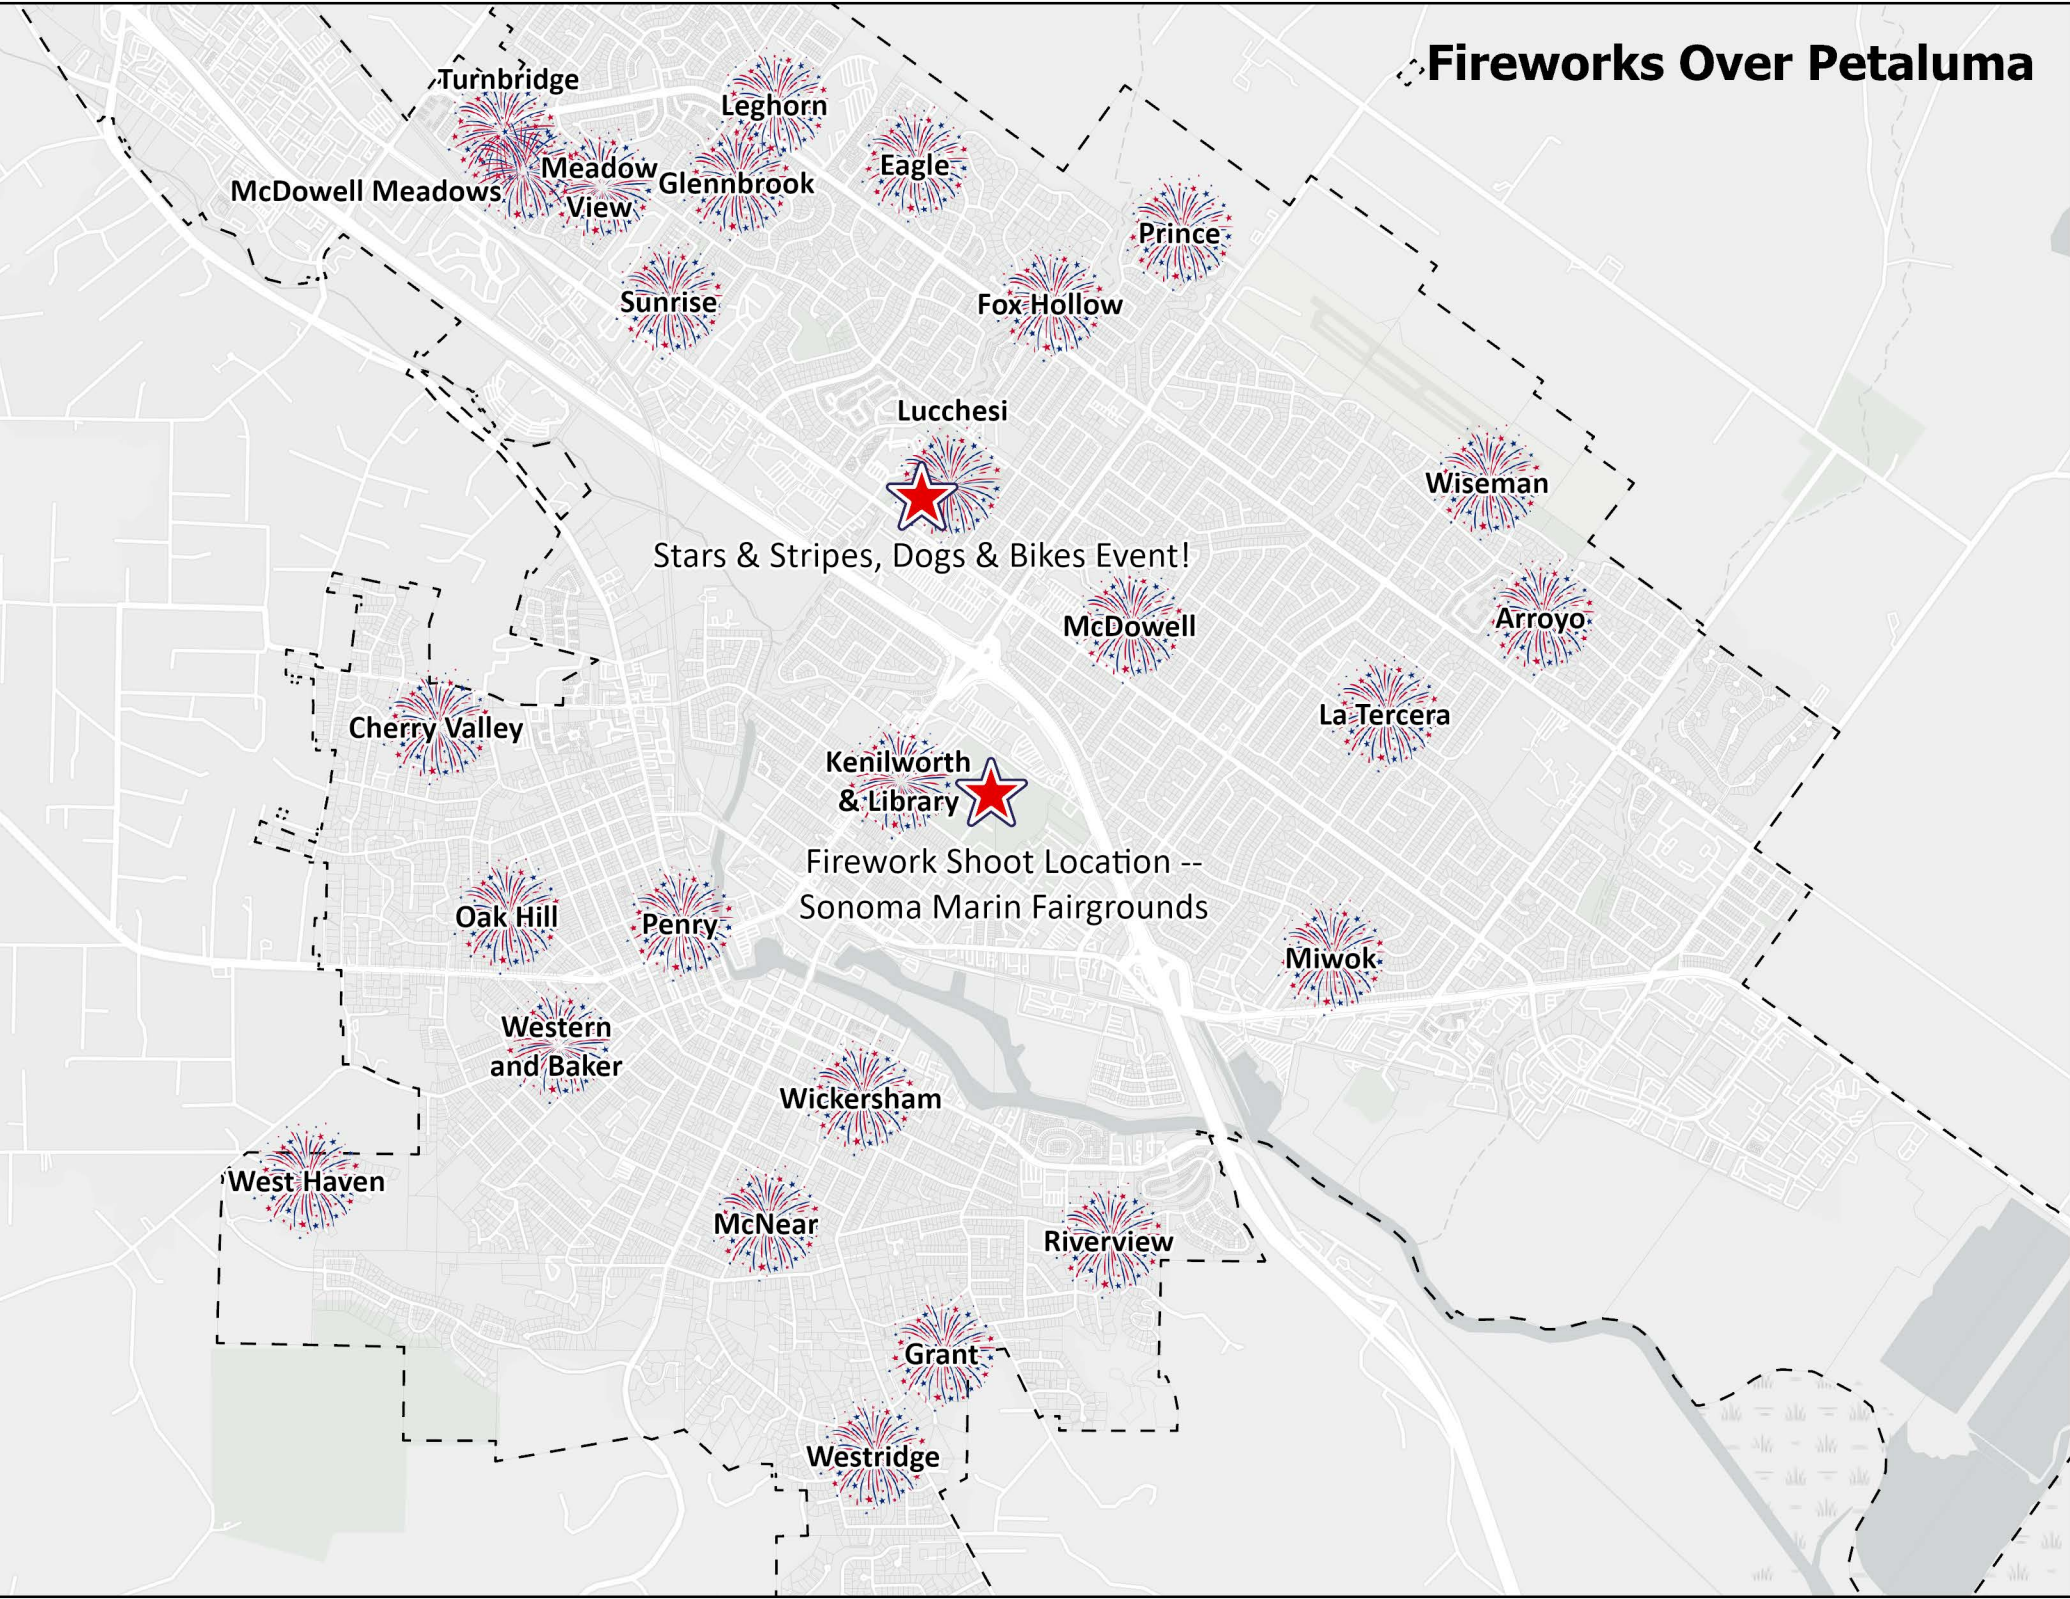 Fireworks Over Petaluma
Turnbridge
Leghorn
Eagle
Meadow
View
McDowell Meadows
Glennbrook
Prince
Sunrise
Fox Hollow
Lucchesi
Wiseman
Stars & Stripes, Dogs & Bikes Event!
McDowell
Arroyo
La Tercera
Cherry Valley
Kenilworth
& Library
Firework Shoot Location --
Sonoma Marin Fairgrounds
Oak Hill
Penry
Miwok
Western
and Baker
Wickersham
West Haven
McNear
Riverview
Grant
Westridge